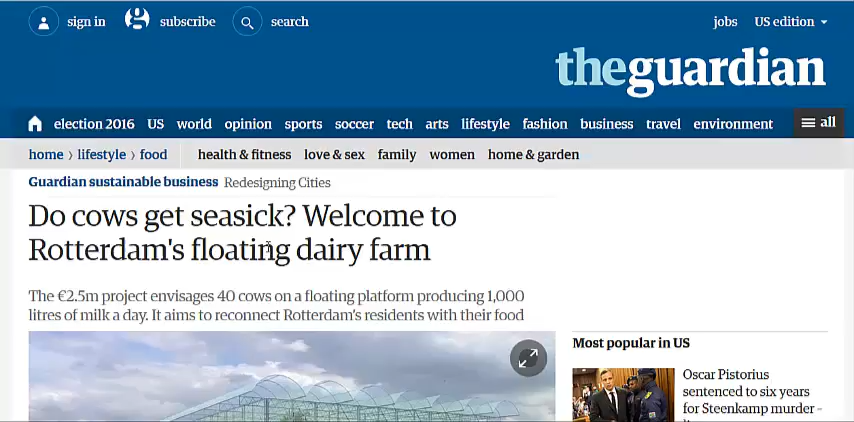 sign in subscribe search jobs US edition
theguardian
election 2016 US world opinion sports soccer tech arts lifestyle fashion business travel environment all
home › lifestyle › food health & fitness love & sex family women home & garden
Guardian sustainable business Redesigning Cities
Do cows get seasick? Welcome to
Rotterdam's floating dairy farm
The €2.5m project envisages 40 cows on a floating platform producing 1,000
litres of milk a day. It aims to reconnect Rotterdam's residents with their food
Most popular in US
Oscar Pistorius
sentenced to six years
for Steenkamp murder –